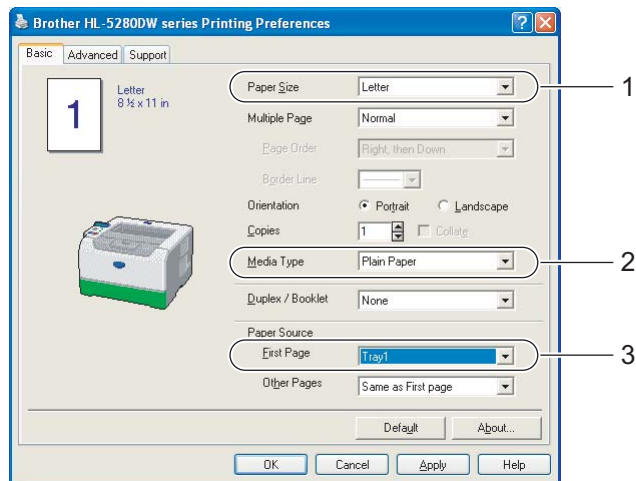 Brother HL-5280DW series Printing Preferences
Basic Advanced Support
1
Letter
8 ½ x 11 in
Paper Size Letter 1
Multiple Page Normal
Page Order Right, then Down
Border Line
Orientation Portrait Landscape
Copies 1 Collate
Media Type Plain Paper 2
Duplex / Booklet None
Paper Source
First Page Tray1 3
Other Pages Same as First page
Default About...
OK Cancel Apply Help